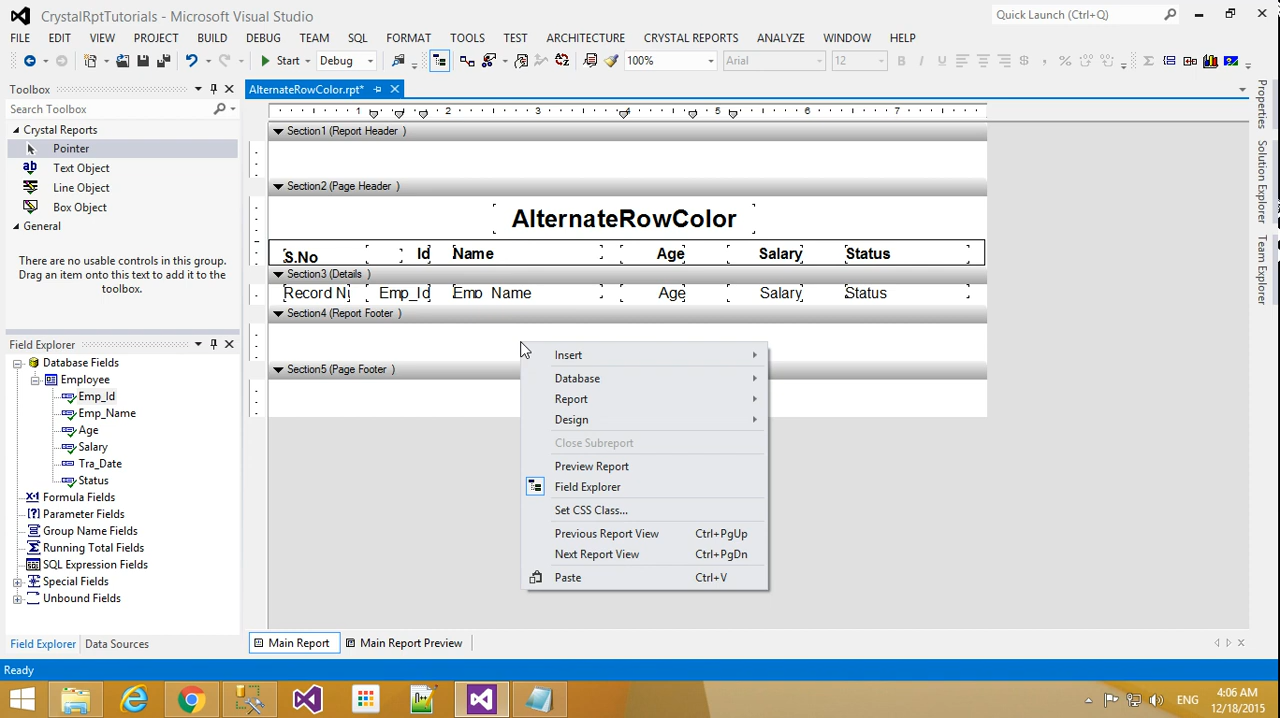 CrystalRptTutorials - Microsoft Visual Studio
Quick Launch (Ctrl+Q)
FILE EDIT VIEW PROJECT BUILD DEBUG TEAM SQL FORMAT TOOLS TEST ARCHITECTURE CRYSTAL REPORTS ANALYZE WINDOW HELP
Start Debug 100% Arial 12
Toolbox
Search Toolbox
Crystal Reports
Pointer
Text Object
Line Object
Box Object
General
There are no usable controls in this group.
Drag an item onto this text to add it to the
toolbox.
Field Explorer
Database Fields
Employee
Emp_Id
Emp_Name
Age
Salary
Tra_Date
Status
Formula Fields
Parameter Fields
Group Name Fields
Running Total Fields
SQL Expression Fields
Special Fields
Unbound Fields
Field Explorer Data Sources
AlternateRowColor.rpt*
1 2 3 4 5 6 7
Section1 (Report Header )
Section2 (Page Header )
AlternateRowColor
S.No Id Name Age Salary Status
Section3 (Details )
Record N Emp_Id Emp_Name Age Salary Status
Section4 (Report Footer )
Section5 (Page Footer )
Insert
Database
Report
Design
Close Subreport
Preview Report
Field Explorer
Set CSS Class...
Previous Report View Ctrl+PgUp
Next Report View Ctrl+PgDn
Paste Ctrl+V
Main Report Main Report Preview
Properties
Solution Explorer
Team Explorer
Ready
ENG
4:06 AM
12/18/2015